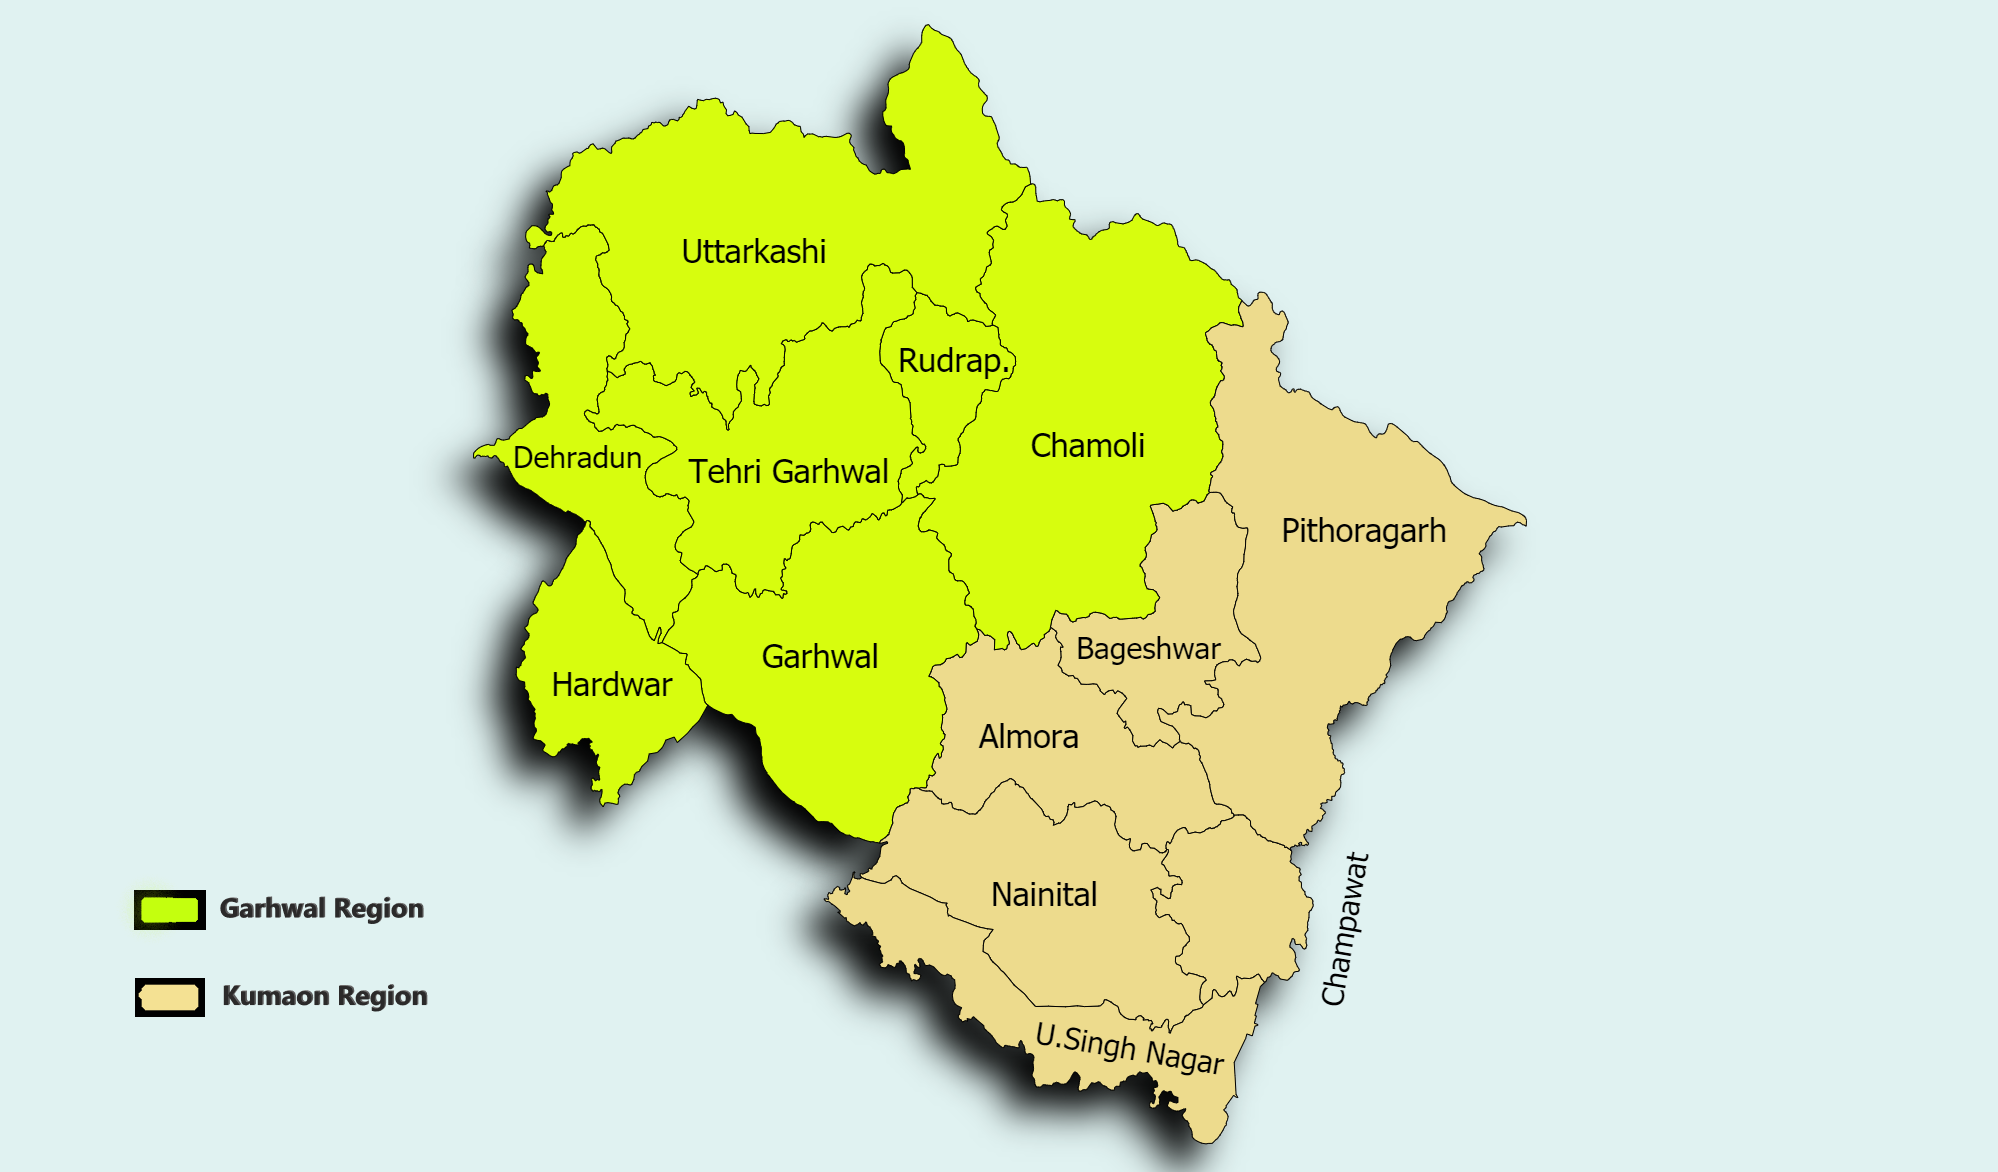 Uttarkashi
Rudrap.
Chamoli
Dehradun
Tehri Garhwal
Pithoragarh
Garhwal
Bageshwar
Hardwar
Almora
Nainital
Champawat
U.Singh Nagar
Garhwal Region
Kumaon Region